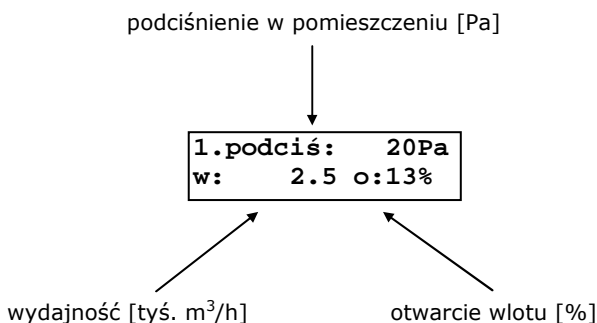 podciśnienie w pomieszczeniu [Pa]
1.podciś: 20Pa
w: 2.5 o:13%
wydajność [tyś. m³/h]
otwarcie wlotu [%]